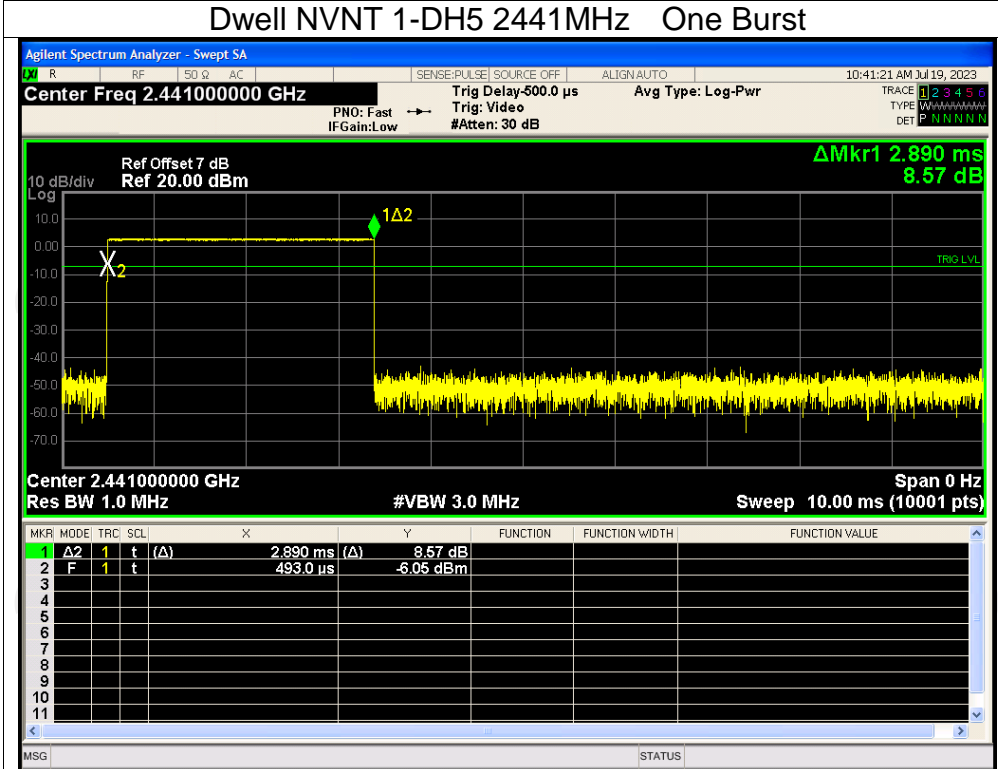 Dwell NVNT 1-DH5 2441MHz One Burst
Agilent Spectrum Analyzer - Swept SA
LXI R RF 50 Ω AC SENSE:PULSE SOURCE OFF ALIGN AUTO 10:41:21 AM Jul 19, 2023
Center Freq 2.441000000 GHz Trig Delay-500.0 µs Avg Type: Log-Pwr TRACE 1 2 3 4 5 6
PNO: Fast Trig: Video TYPE WWWWWWW
IFGain:Low #Atten: 30 dB DET P N N N N N
ΔMkr1 2.890 ms
8.57 dB
Ref Offset 7 dB
10 dB/div Ref 20.00 dBm
Log
10.0
0.00
-10.0
-20.0
-30.0
-40.0
-50.0
-60.0
-70.0
1Δ2
2
TRIG LVL
Center 2.441000000 GHz Span 0 Hz
Res BW 1.0 MHz #VBW 3.0 MHz Sweep 10.00 ms (10001 pts)
MKR MODE TRC SCL X Y FUNCTION FUNCTION WIDTH FUNCTION VALUE
1 Δ2 1 t (Δ) 2.890 ms (Δ) 8.57 dB
2 F 1 t 493.0 µs -6.05 dBm
3
4
5
6
7
8
9
10
11
MSG STATUS